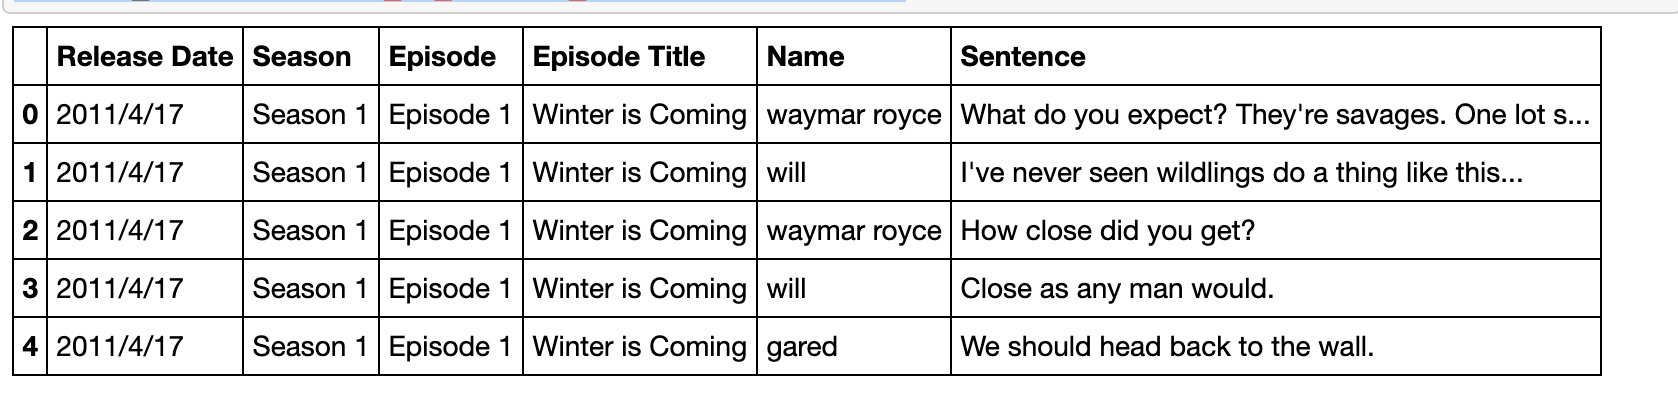 Release Date Season Episode Episode Title Name Sentence
0 2011/4/17 Season 1 Episode 1 Winter is Coming waymar royce What do you expect? They're savages. One lot s...
1 2011/4/17 Season 1 Episode 1 Winter is Coming will I've never seen wildlings do a thing like this...
2 2011/4/17 Season 1 Episode 1 Winter is Coming waymar royce How close did you get?
3 2011/4/17 Season 1 Episode 1 Winter is Coming will Close as any man would.
4 2011/4/17 Season 1 Episode 1 Winter is Coming gared We should head back to the wall.